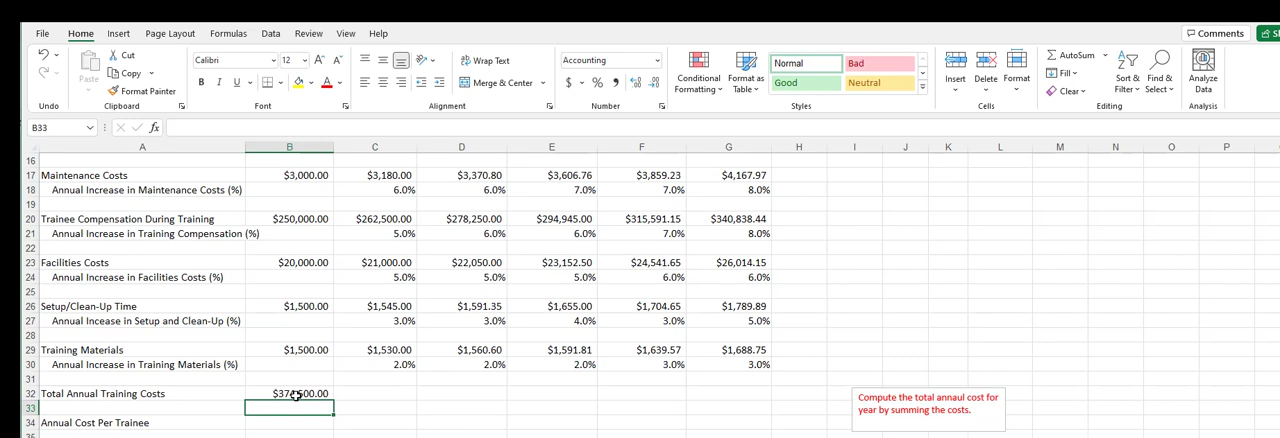 File Home Insert Page Layout Formulas Data Review View Help Comments
Cut Calibri 12 Wrap Text Accounting Normal Bad AutoSum
Paste Copy Conditional Formatting Format as Table Insert Delete Format Fill Sort & Filter Find & Select Analyze Data
Format Painter B I U Merge & Center $ % Good Neutral Clear
Undo Clipboard Font Alignment Number Styles Cells Editing Analysis
B33 fx
A B C D E F G H I J K L M N O P
16
17 Maintenance Costs $3,000.00 $3,180.00 $3,370.80 $3,606.76 $3,859.23 $4,167.97
18 Annual Increase in Maintenance Costs (%) 6.0% 6.0% 7.0% 7.0% 8.0%
19
20 Trainee Compensation During Training $250,000.00 $262,500.00 $278,250.00 $294,945.00 $315,591.15 $340,838.44
21 Annual Increase in Training Compensation (%) 5.0% 6.0% 6.0% 7.0% 8.0%
22
23 Facilities Costs $20,000.00 $21,000.00 $22,050.00 $23,152.50 $24,541.65 $26,014.15
24 Annual Increase in Facilities Costs (%) 5.0% 5.0% 5.0% 6.0% 6.0%
25
26 Setup/Clean-Up Time $1,500.00 $1,545.00 $1,591.35 $1,655.00 $1,704.65 $1,789.89
27 Annual Incease in Setup and Clean-Up (%) 3.0% 3.0% 4.0% 3.0% 5.0%
28
29 Training Materials $1,500.00 $1,530.00 $1,560.60 $1,591.81 $1,639.57 $1,688.75
30 Annual Increase in Training Materials (%) 2.0% 2.0% 2.0% 3.0% 3.0%
31
32 Total Annual Training Costs
Compute the total annaul cost for
year by summing the costs.
33
34 Annual Cost Per Trainee